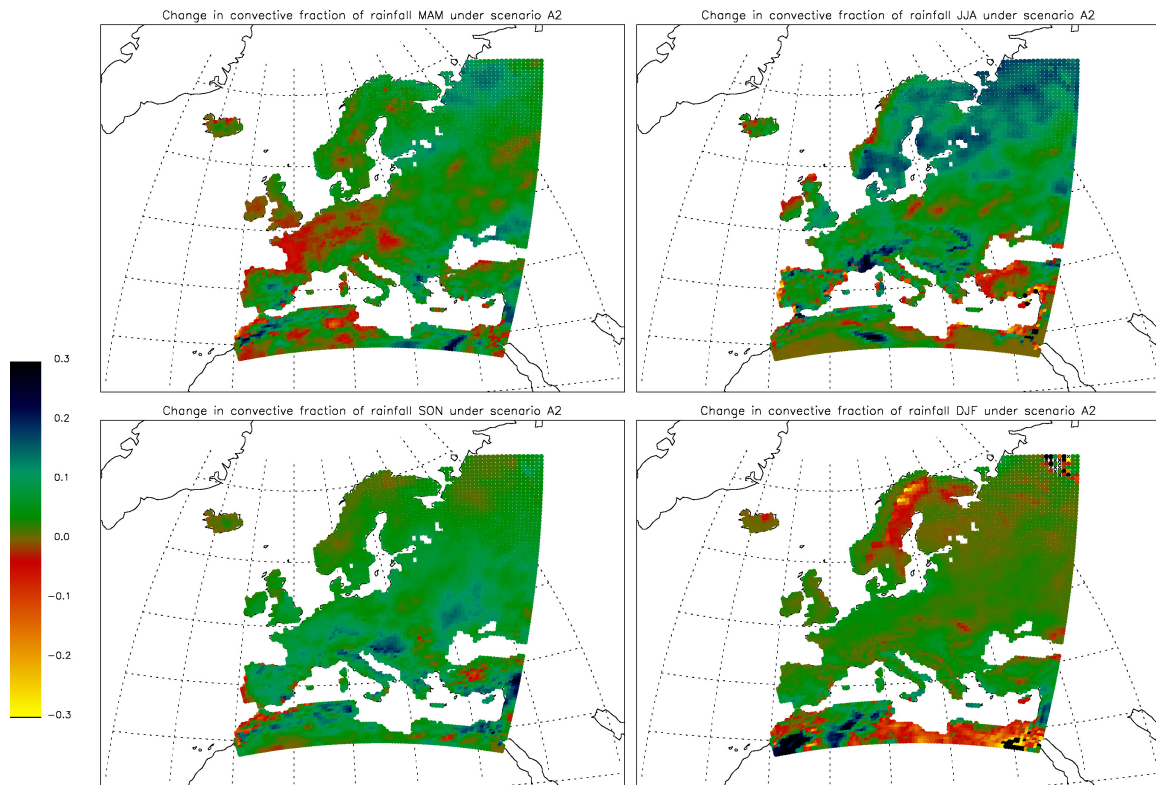 Change in convective fraction of rainfall MAM under scenario A2
Change in convective fraction of rainfall JJA under scenario A2
0.3
0.2
0.1
0.0
-0.1
-0.2
-0.3
Change in convective fraction of rainfall SON under scenario A2
Change in convective fraction of rainfall DJF under scenario A2